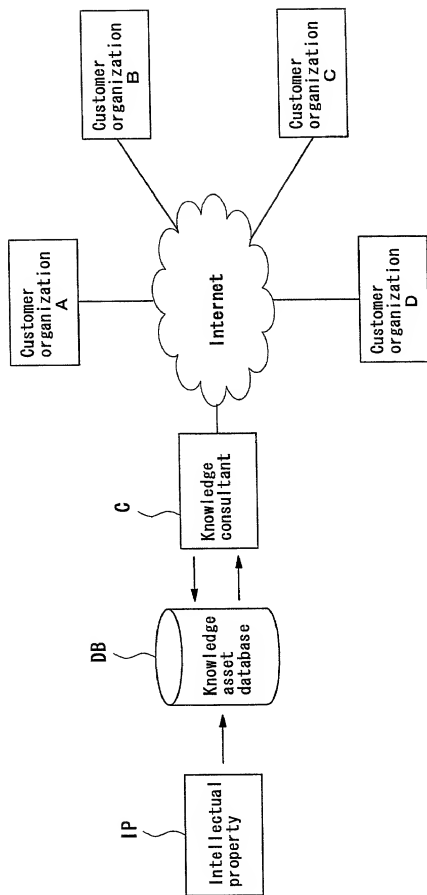 IP
Intellectual
property
DB
Knowledge
asset
database
C
Knowledge
consultant
Internet
Customer
organization
A
Customer
organization
B
Customer
organization
C
Customer
organization
D